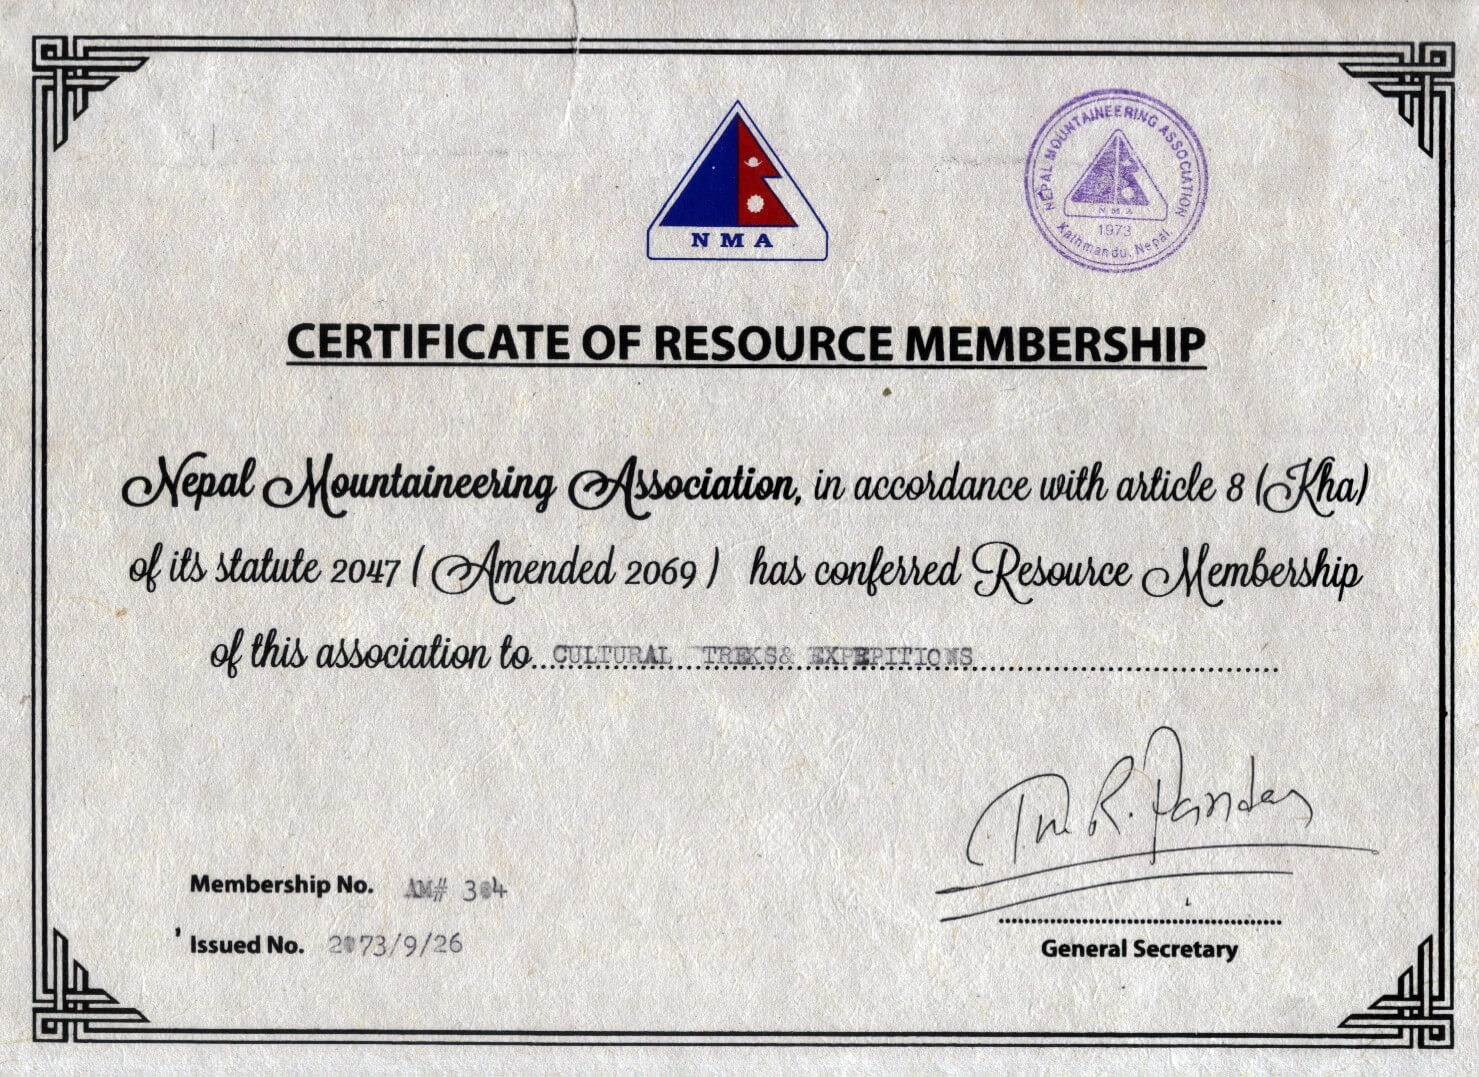 NMA
NEPAL MOUNTAINEERING ASSOCIATION
NMA
1973
Kathmandu, Nepal.
CERTIFICATE OF RESOURCE MEMBERSHIP
Nepal Mountaineering Association, in accordance with article 8 (Kha)
of its statute 2047 ( Amended 2069 ) has conferred Resource Membership
of this association to CULTURAL TREKS& EXPEPITIONS
R. Pandey
Membership No. AM# 304
Issued No. 2073/9/26
General Secretary